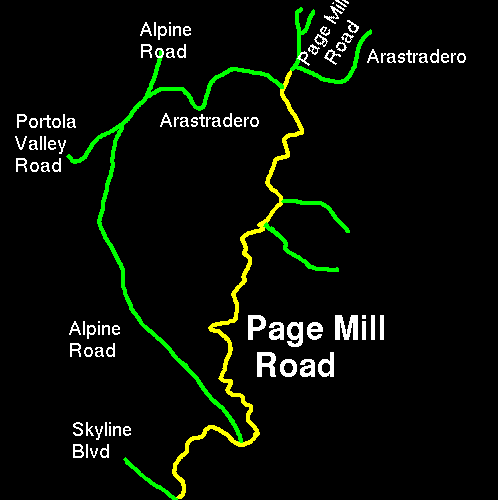 Alpine
Road
Page Mill
Road
Arastradero
Arastradero
Portola
Valley
Road
Page Mill
Road
Alpine
Road
Skyline
Blvd